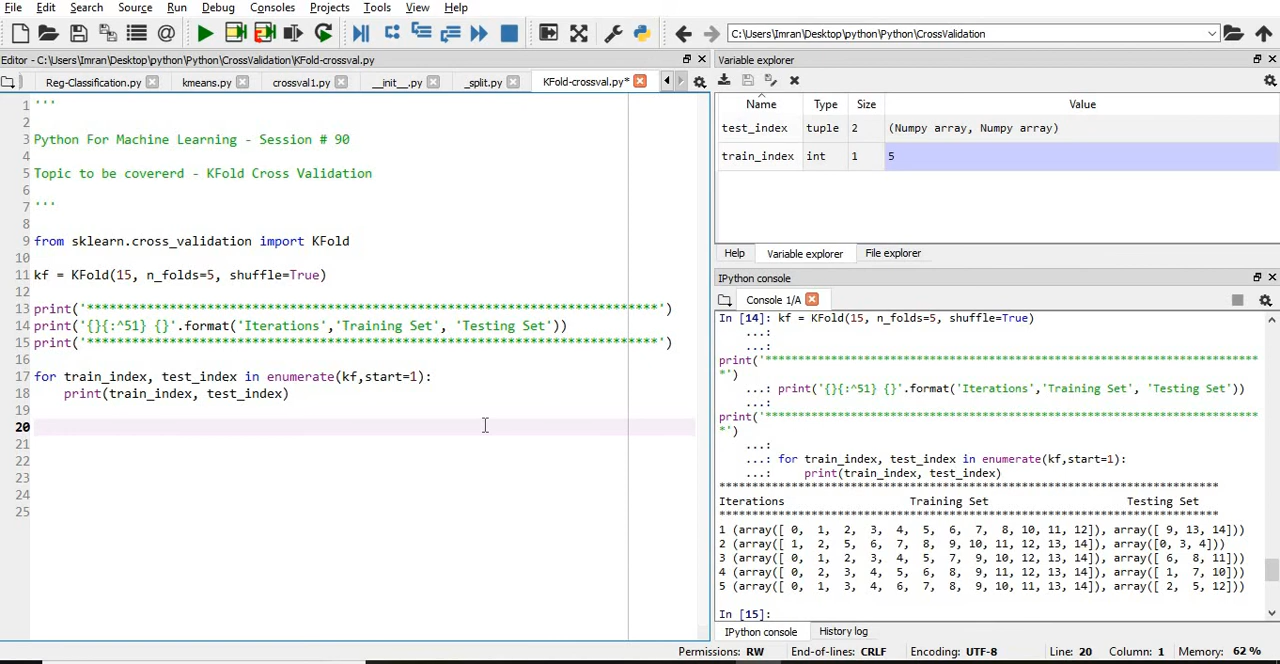 File Edit Search Source Run Debug Consoles Projects Tools View Help
C:\Users\Imran\Desktop\python\Python\CrossValidation
Editor - C:\Users\Imran\Desktop\python\Python\CrossValidation\KFold-crossval.py
Reg-Classification.py kmeans.py crossval1.py __init__.py _split.py KFold-crossval.py*
1 '''
2
3 Python For Machine Learning - Session # 90
4
5 Topic to be covererd - KFold Cross Validation
6
7 '''
8
9 from sklearn.cross_validation import KFold
10
11 kf = KFold(15, n_folds=5, shuffle=True)
12
13 print('****************************************************************************')
14 print('{}{:^51} {}'.format('Iterations','Training Set', 'Testing Set'))
15 print('****************************************************************************')
16
17 for train_index, test_index in enumerate(kf,start=1):
18 print(train_index, test_index)
19
20
21
22
23
24
25
Variable explorer
Name Type Size Value
test_index tuple 2 (Numpy array, Numpy array)
train_index int 1 5
Help Variable explorer File explorer
IPython console
Console 1/A
In [14]: kf = KFold(15, n_folds=5, shuffle=True)
...:
...:
print('***************************************************************************
*')
...: print('{}{:^51} {}'.format('Iterations','Training Set', 'Testing Set'))
...:
print('***************************************************************************
*')
...:
...: for train_index, test_index in enumerate(kf,start=1):
...: print(train_index, test_index)
****************************************************************************
Iterations Training Set Testing Set
****************************************************************************
1 (array([ 0, 1, 2, 3, 4, 5, 6, 7, 8, 10, 11, 12]), array([ 9, 13, 14]))
2 (array([ 1, 2, 5, 6, 7, 8, 9, 10, 11, 12, 13, 14]), array([0, 3, 4]))
3 (array([ 0, 1, 2, 3, 4, 5, 7, 9, 10, 12, 13, 14]), array([ 6, 8, 11]))
4 (array([ 0, 2, 3, 4, 5, 6, 8, 9, 11, 12, 13, 14]), array([ 1, 7, 10]))
5 (array([ 0, 1, 3, 4, 6, 7, 8, 9, 10, 11, 13, 14]), array([ 2, 5, 12]))
In [15]:
IPython console History log
Permissions: RW End-of-lines: CRLF Encoding: UTF-8 Line: 20 Column: 1 Memory: 62 %